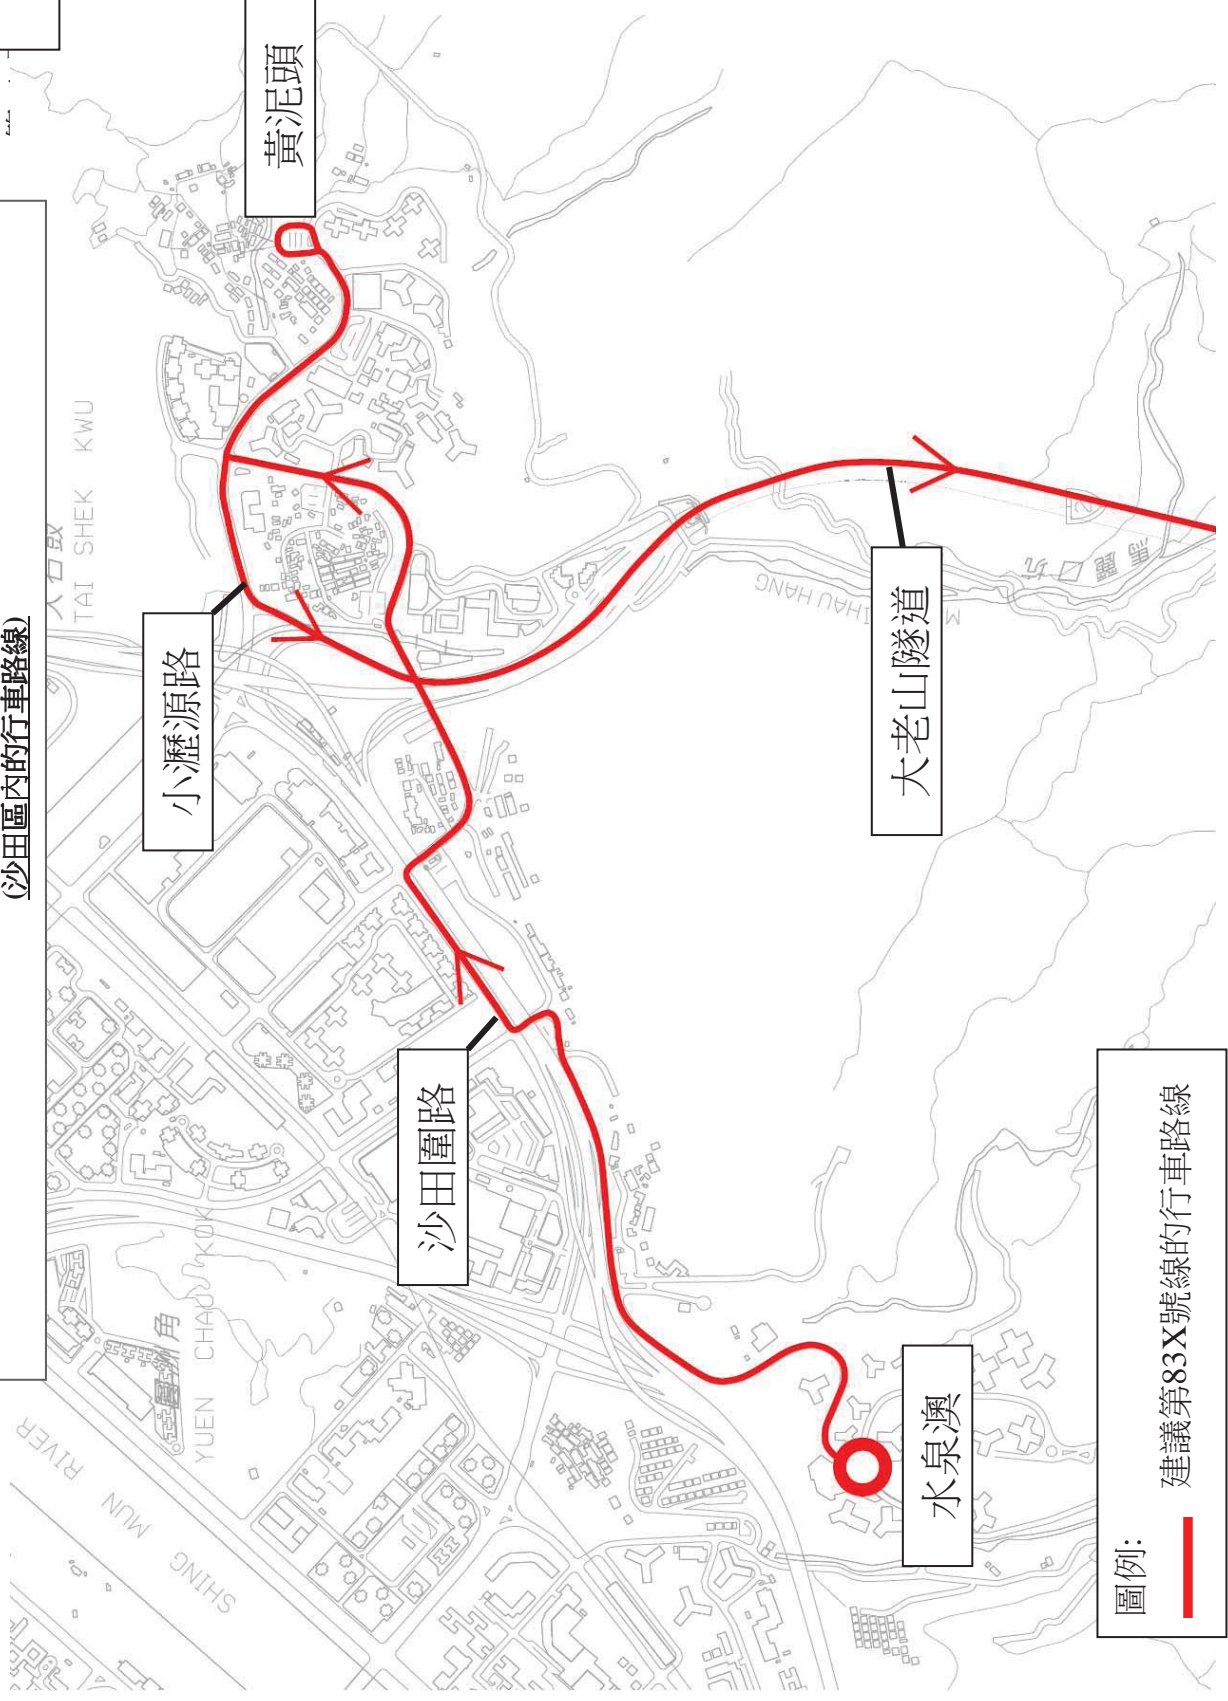 (沙田區內的行車路線)
黃泥頭
TAI SHEK KWU
小瀝源路
大老山隧道
沙田圍路
水泉澳
YUEN CHAU KOK
SHING MUN RIVER
圖例:
建議第83X號線的行車路線